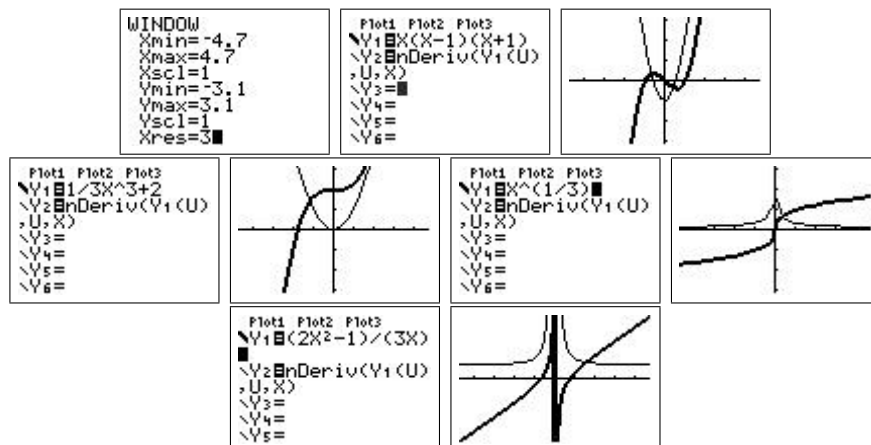 WINDOW
Xmin=-4.7
Xmax=4.7
Xscl=1
Ymin=-3.1
Ymax=3.1
Yscl=1
Xres=3
Plot1 Plot2 Plot3
\Y1=X(X-1)(X+1)
\Y2=nDeriv(Y1(U)
,U,X)
\Y3=
\Y4=
\Y5=
\Y6=
Plot1 Plot2 Plot3
\Y1=1/3X^3+2
\Y2=nDeriv(Y1(U)
,U,X)
\Y3=
\Y4=
\Y5=
\Y6=
Plot1 Plot2 Plot3
\Y1=X^(1/3)
\Y2=nDeriv(Y1(U)
,U,X)
\Y3=
\Y4=
\Y5=
\Y6=
Plot1 Plot2 Plot3
\Y1=(2X²-1)/(3X)
\Y2=nDeriv(Y1(U)
,U,X)
\Y3=
\Y4=
\Y5=